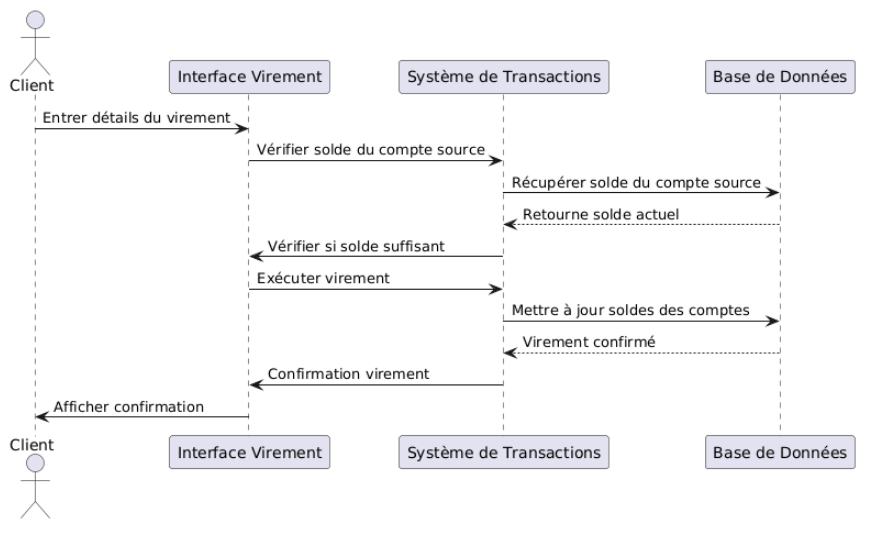 Client
Interface Virement
Système de Transactions
Base de Données
Entrer détails du virement
Vérifier solde du compte source
Récupérer solde du compte source
Retourne solde actuel
Vérifier si solde suffisant
Exécuter virement
Mettre à jour soldes des comptes
Virement confirmé
Confirmation virement
Afficher confirmation
Client
Interface Virement
Système de Transactions
Base de Données